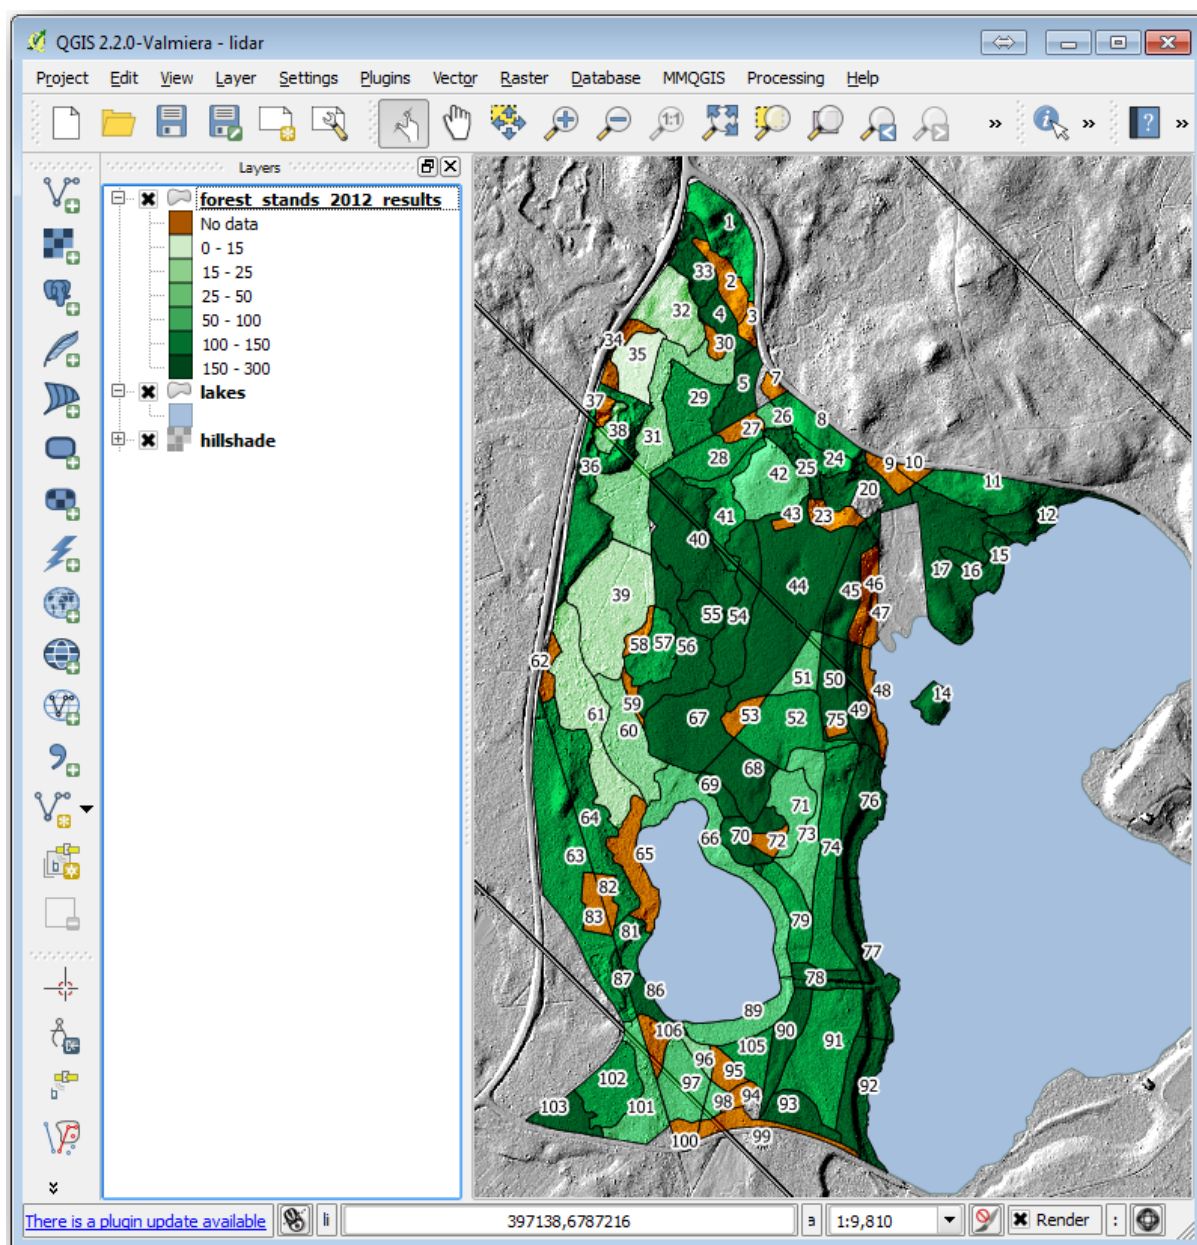 QGIS 2.2.0-Valmiera - lidar
Project Edit View Layer Settings Plugins Vector Raster Database MMQGIS Processing Help
1:1 » i » ? »
Layers
forest_stands_2012_results
No data
0 - 15
15 - 25
25 - 50
50 - 100
100 - 150
150 - 300
lakes
hillshade
1
33 2
32 4 3
34 30
35
7
5
37 29
26 8
38 31 27
28 24
36 42 25 9 10
11
20
41 43 23 12
40
15
17 16
44 45 46
39
55 54 47
58 57 56
62
51 50 48 14
59
61 60 67 53 52 75 49
68
69
71 76
64
66 70 72 73 74
63 65
82
83 79
81
77
87 78
86
89
106 90 91
105
96
102 97 95 92
98 94
103 101 93
100 99
There is a plugin update available li 397138,6787216 1:9,810 Render :